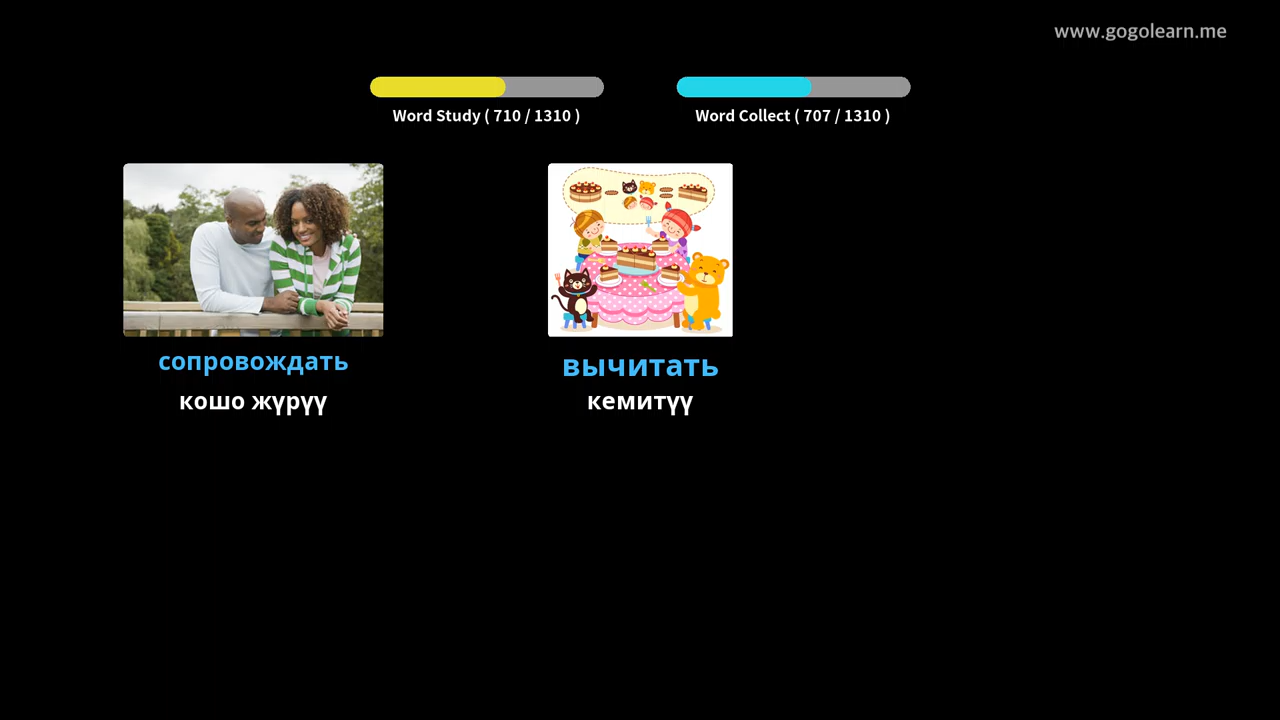 www.gogolearn.me
Word Study ( 710 / 1310 )
Word Collect ( 707 / 1310 )
сопровождать
кошо жүрүү
вычитать
кемитүү